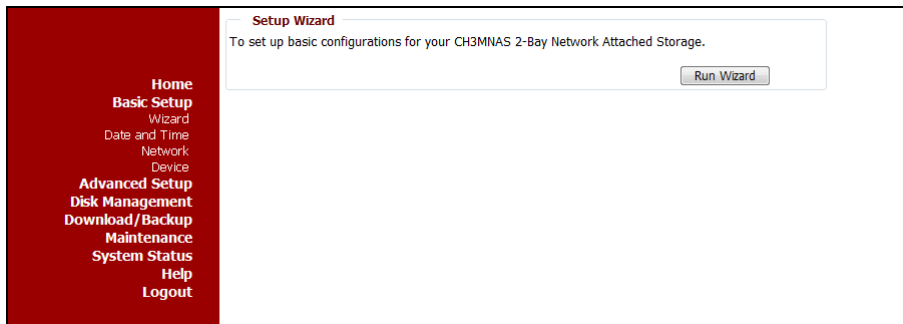 Setup Wizard
To set up basic configurations for your CH3MNAS 2-Bay Network Attached Storage.
Run Wizard
Home
Basic Setup
Wizard
Date and Time
Network
Device
Advanced Setup
Disk Management
Download/Backup
Maintenance
System Status
Help
Logout